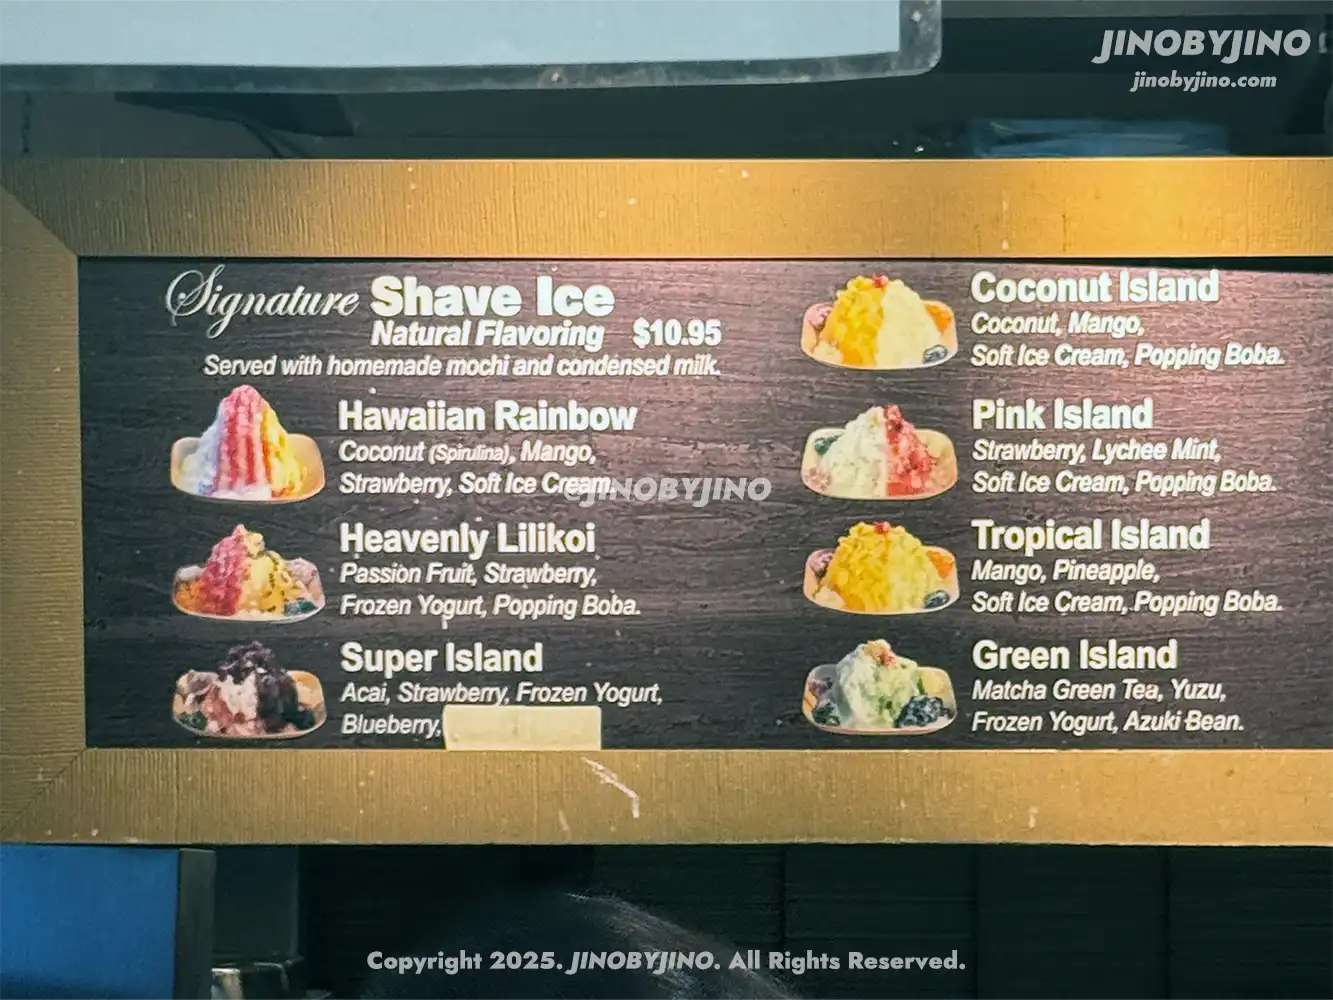 JINOBYJINO
jinobyjino.com
Signature Shave Ice
Natural Flavoring $10.95
Served with homemade mochi and condensed milk.
Hawaiian Rainbow
Coconut (Spirulina), Mango,
Strawberry, Soft Ice Cream.
@JINOBYJINO
Heavenly Lilikoi
Passion Fruit, Strawberry,
Frozen Yogurt, Popping Boba.
Super Island
Acai, Strawberry, Frozen Yogurt,
Blueberry,
Coconut Island
Coconut, Mango,
Soft Ice Cream, Popping Boba.
Pink Island
Strawberry, Lychee Mint,
Soft Ice Cream, Popping Boba.
Tropical Island
Mango, Pineapple,
Soft Ice Cream, Popping Boba.
Green Island
Matcha Green Tea, Yuzu,
Frozen Yogurt, Azuki Bean.
Copyright 2025. JINOBYJINO. All Rights Reserved.